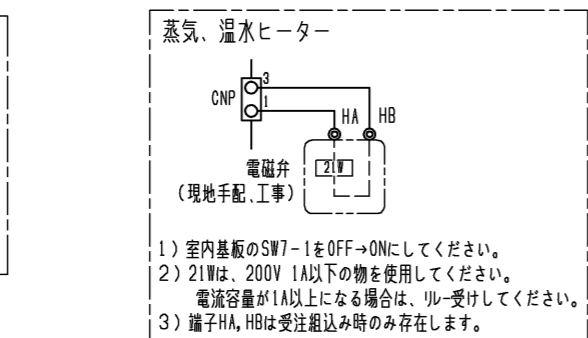 蒸気、温水ヒーター
3
CNP
1
HA HB
電磁弁
21W
(現地手配、工事)
1)室内基板のSW7-1をOFF→ONにしてください。
2)21Wは、200V 1A以下の物を使用してください。
電流容量が1A以上になる場合は、リレー受けしてください。
3)端子HA,HBは受注組込み時のみ存在します。